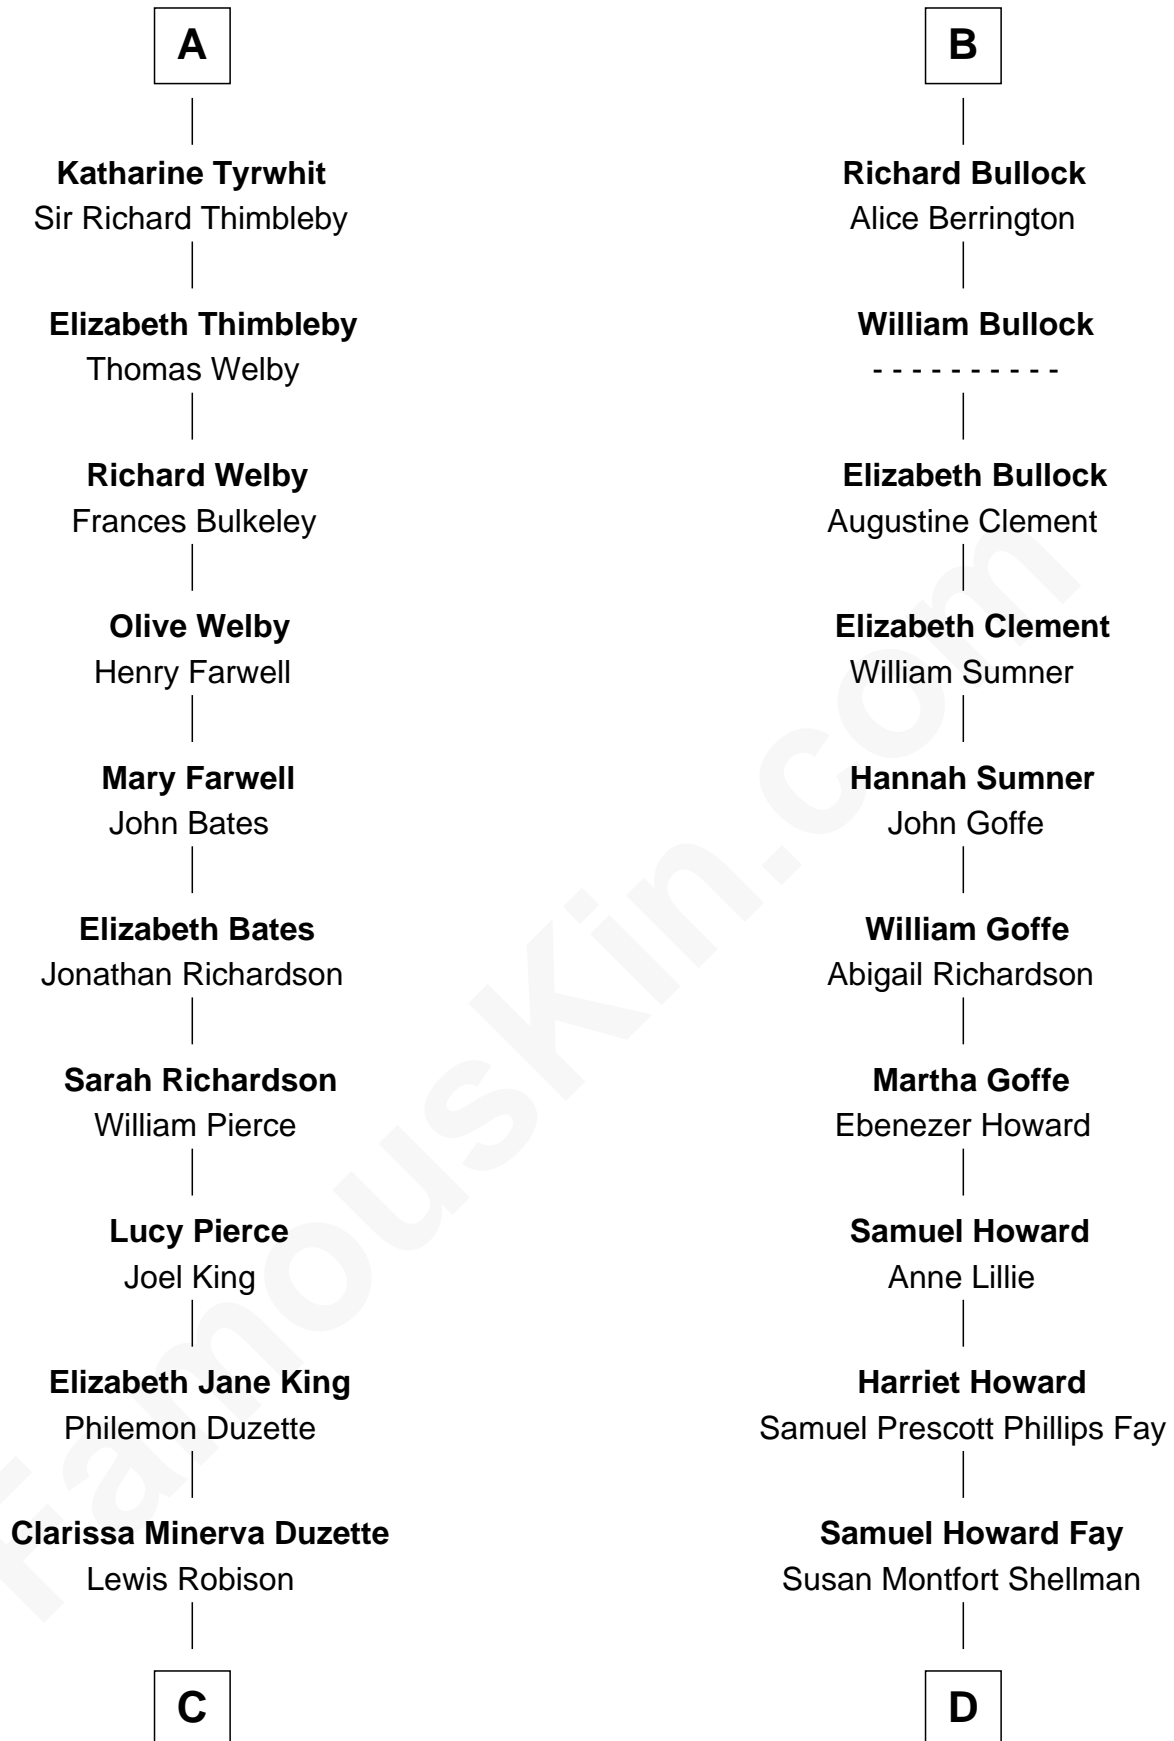 A
Katharine Tyrwhit
Sir Richard Thimbleby
Elizabeth Thimbleby
Thomas Welby
Richard Welby
Frances Bulkeley
Olive Welby
Henry Farwell
Mary Farwell
John Bates
Elizabeth Bates
Jonathan Richardson
Sarah Richardson
William Pierce
Lucy Pierce
Joel King
Elizabeth Jane King
Philemon Duzette
Clarissa Minerva Duzette
Lewis Robison
C
B
Richard Bullock
Alice Berrington
William Bullock
- - - - - - - - - -
Elizabeth Bullock
Augustine Clement
Elizabeth Clement
William Sumner
Hannah Sumner
John Goffe
William Goffe
Abigail Richardson
Martha Goffe
Ebenezer Howard
Samuel Howard
Anne Lillie
Harriet Howard
Samuel Prescott Phillips Fay
Samuel Howard Fay
Susan Montfort Shellman
D
FamousKin.com